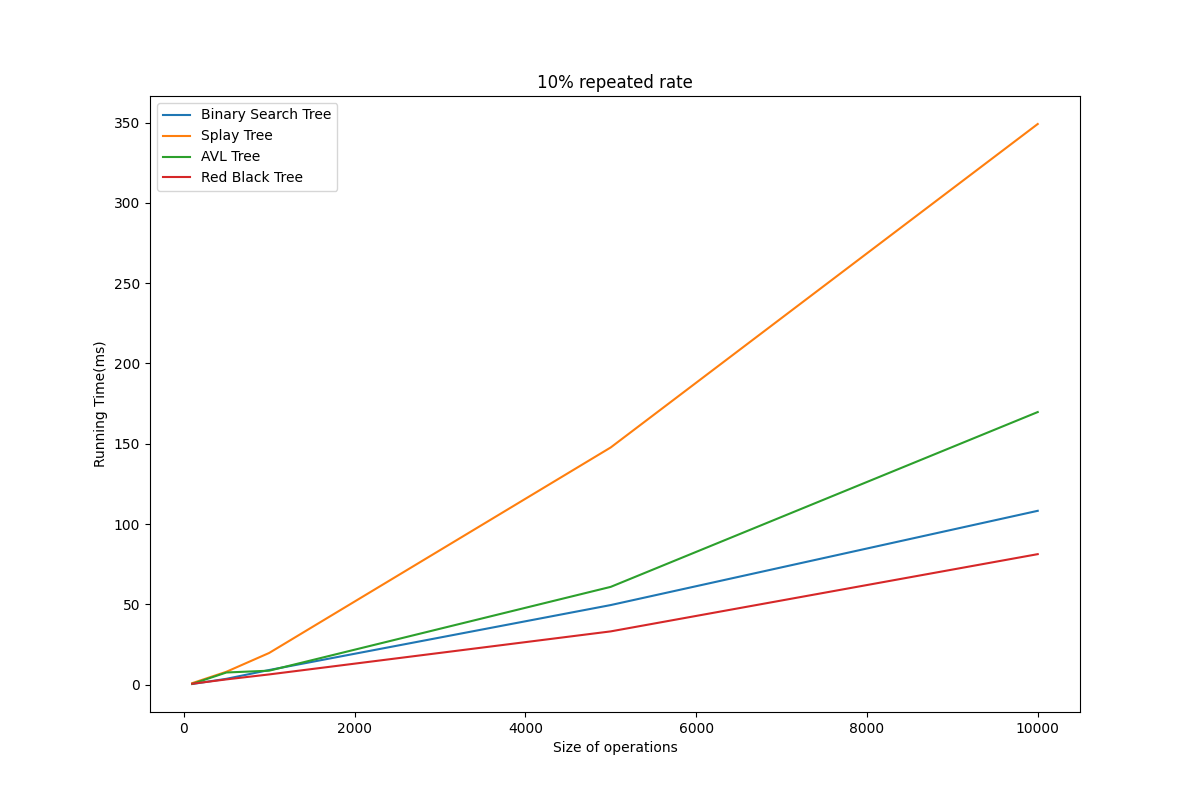 10% repeated rate
Binary Search Tree
Splay Tree
AVL Tree
Red Black Tree
350
300
250
200
150
100
50
0
Running Time(ms)
0 2000 4000 6000 8000 10000
Size of operations